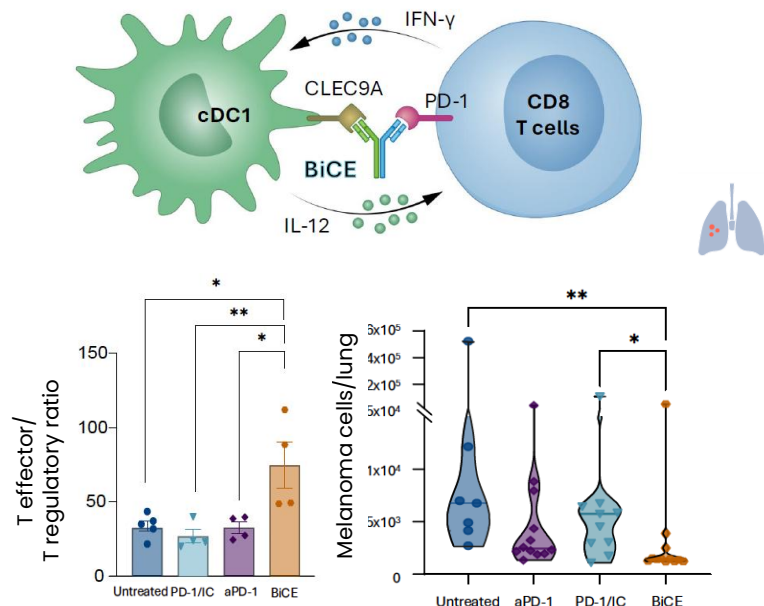 IFN-γ
CLEC9A
PD-1
cDC1
CD8
T cells
BiCE
IL-12
*
**
*
150
100
50
0
T effector/
T regulatory ratio
Untreated PD-1/IC aPD-1 BiCE
**
*
6x10⁵
4x10⁵
2x10⁵
5x10⁴
1x10⁴
5x10³
0
Melanoma cells/lung
Untreated aPD-1 PD-1/IC BiCE